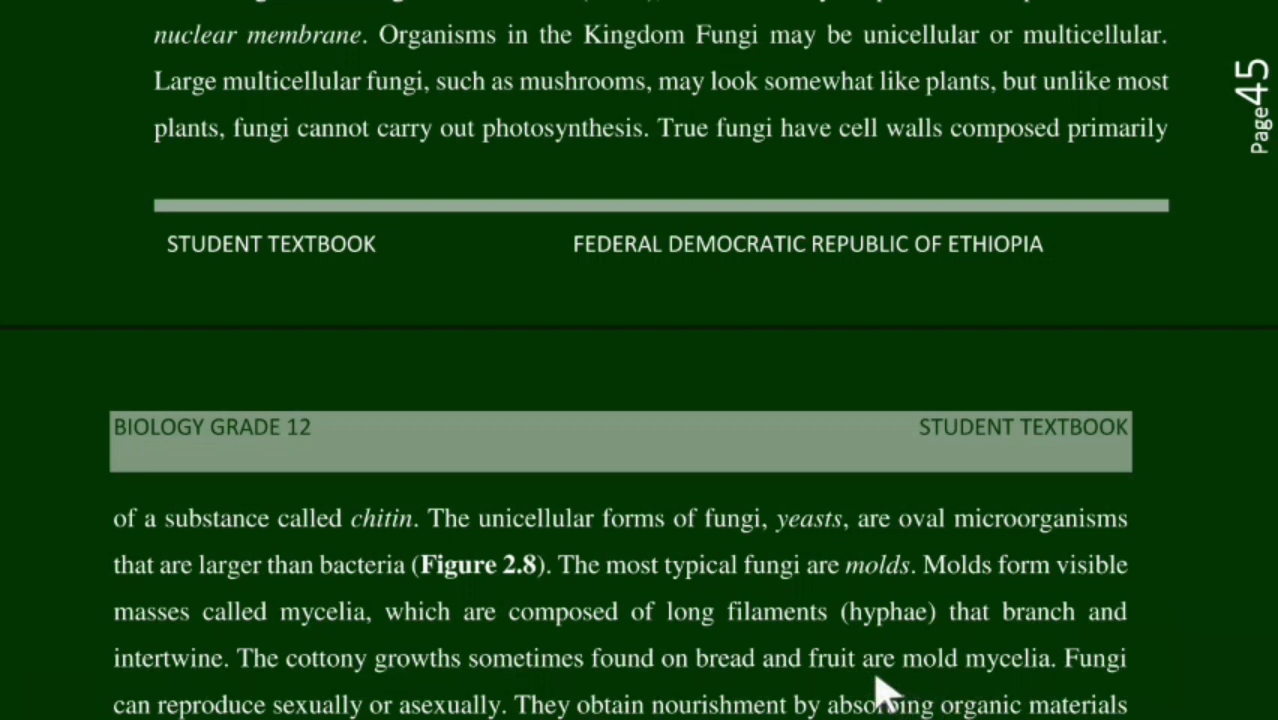 nuclear membrane. Organisms in the Kingdom Fungi may be unicellular or multicellular.
Large multicellular fungi, such as mushrooms, may look somewhat like plants, but unlike most
plants, fungi cannot carry out photosynthesis. True fungi have cell walls composed primarily
Page45
STUDENT TEXTBOOK FEDERAL DEMOCRATIC REPUBLIC OF ETHIOPIA
BIOLOGY GRADE 12 STUDENT TEXTBOOK
of a substance called chitin. The unicellular forms of fungi, yeasts, are oval microorganisms
that are larger than bacteria (Figure 2.8). The most typical fungi are molds. Molds form visible
masses called mycelia, which are composed of long filaments (hyphae) that branch and
intertwine. The cottony growths sometimes found on bread and fruit are mold mycelia. Fungi
can reproduce sexually or asexually. They obtain nourishment by absorbing organic materials